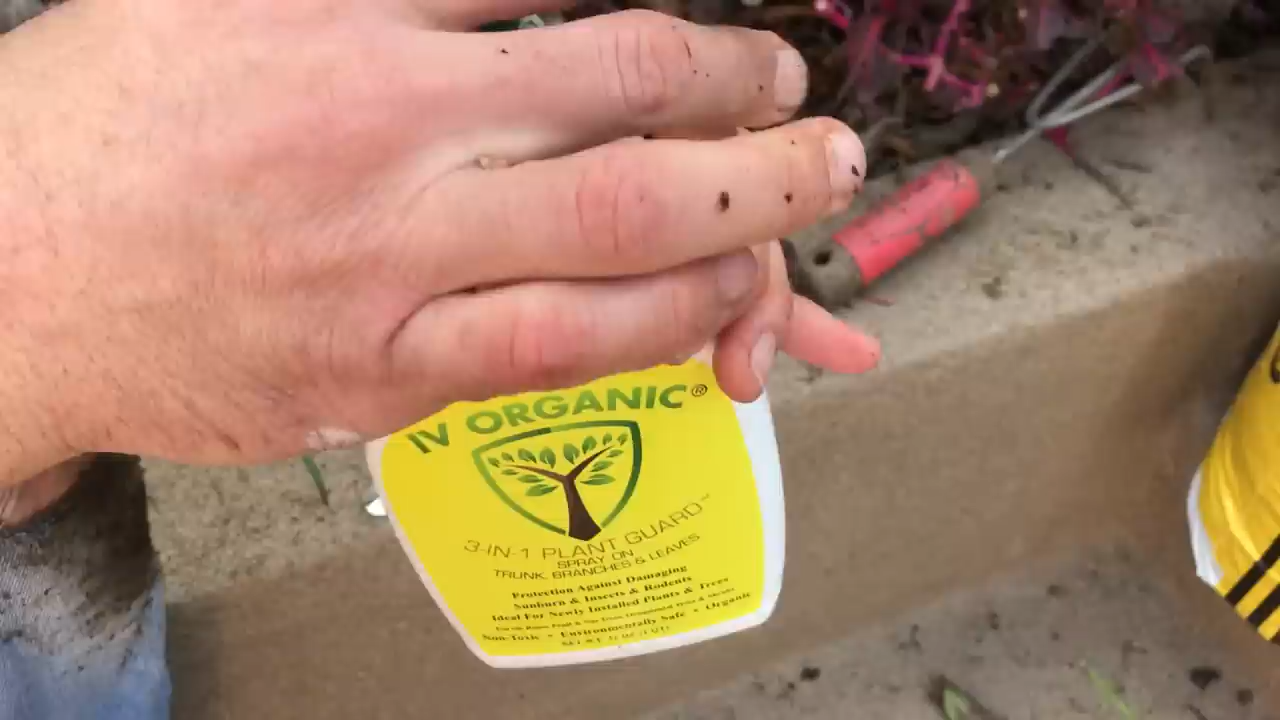 IV ORGANIC®
3-IN-1 PLANT GUARD™
SPRAY ON
TRUNK, BRANCHES & LEAVES
Protection Against Damaging
Sunburn & Insects & Rodents
Ideal For Newly Installed Plants & Trees
Non-Toxic • Environmentally Safe • Organic